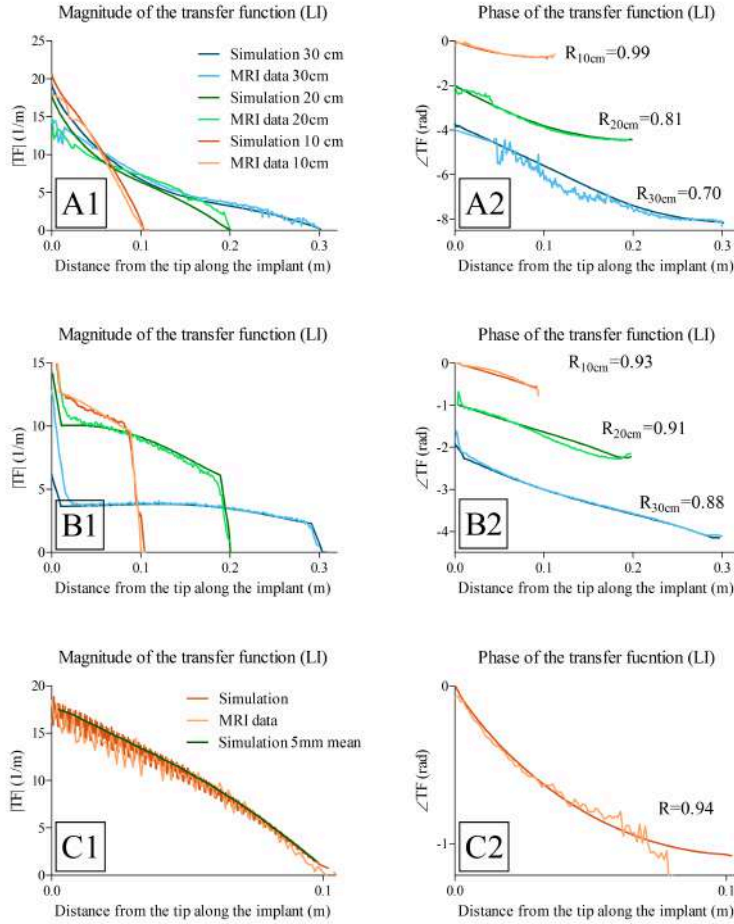 Magnitude of the transfer function (LI)
|TF| (1/m)
25
20
15
10
5
0
Simulation 30 cm
MRI data 30cm
Simulation 20 cm
MRI data 20cm
Simulation 10 cm
MRI data 10cm
A1
0.0 0.1 0.2 0.3
Distance from the tip along the implant (m)
Phase of the transfer function (LI)
∠TF (rad)
-0
-2
-4
-6
-8
R10cm=0.99
R20cm=0.81
R30cm=0.70
A2
0.0 0.1 0.2 0.3
Distance from the tip along the implant (m)
Magnitude of the transfer function (LI)
|TF| (1/m)
15
10
5
0
B1
0.0 0.1 0.2 0.3
Distance from the tip along the implant (m)
Phase of the transfer function (LI)
∠TF (rad)
0
-1
-2
-3
-4
R10cm=0.93
R20cm=0.91
R30cm=0.88
B2
0.0 0.1 0.2 0.3
Distance from the tip along the implant (m)
Magnitude of the transfer function (LI)
|TF| (1/m)
20
15
10
5
0
Simulation
MRI data
Simulation 5mm mean
C1
0.0 0.1
Distance from the tip along the implant (m)
Phase of the transfer fucntion (LI)
∠TF (rad)
0
-1
R=0.94
C2
0.0 0.1
Distance from the tip along the implant (m)